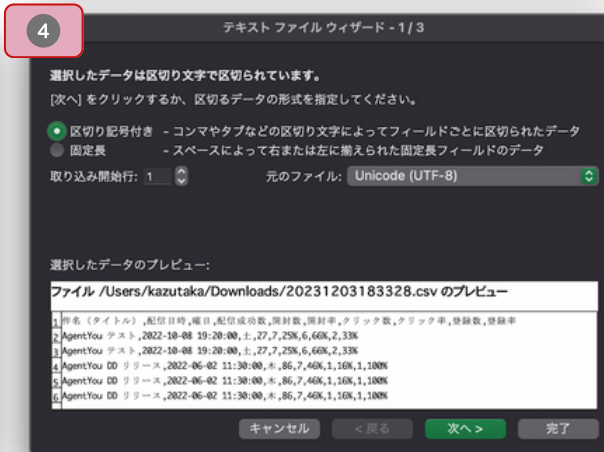 4
テキスト ファイル ウィザード - 1 / 3
選択したデータは区切り文字で区切られています。
[次へ] をクリックするか、区切るデータの形式を指定してください。
区切り記号付き - コンマやタブなどの区切り文字によってフィールドごとに区切られたデータ
固定長 - スペースによって右または左に揃えられた固定長フィールドのデータ
取り込み開始行: 1 元のファイル: Unicode (UTF-8)
選択したデータのプレビュー:
ファイル /Users/kazutaka/Downloads/20231203183328.csv のプレビュー
1 件名（タイトル）,配信日時,曜日,配信成功数,開封数,開封率,クリック数,クリック率,登録数,登録率
2 AgentYou テスト,2022-10-08 19:20:00,土,27,7,25%,6,66%,2,33%
3 AgentYou テスト,2022-10-08 19:20:00,土,27,7,25%,6,66%,2,33%
4 AgentYou DD リリース,2022-06-02 11:30:00,木,86,7,46%,1,16%,1,100%
5 AgentYou DD リリース,2022-06-02 11:30:00,木,86,7,46%,1,16%,1,100%
6 AgentYou DD リリース,2022-06-02 11:30:00,木,86,7,46%,1,16%,1,100%
キャンセル < 戻る 次へ > 完了